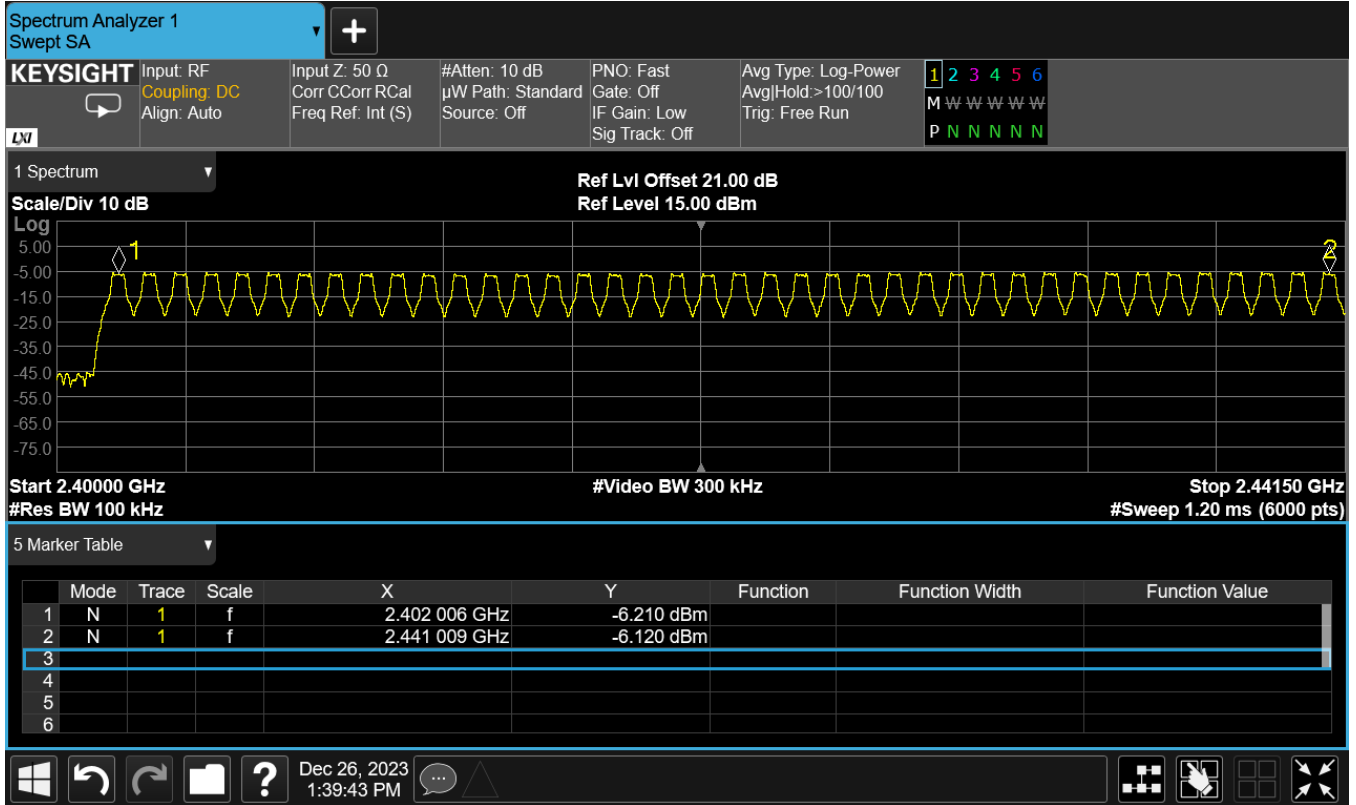 Spectrum Analyzer 1
Swept SA
KEYSIGHT
LXI
Input: RF
Coupling: DC
Align: Auto
Input Z: 50 Ω
Corr CCorr RCal
Freq Ref: Int (S)
#Atten: 10 dB
µW Path: Standard
Source: Off
PNO: Fast
Gate: Off
IF Gain: Low
Sig Track: Off
Avg Type: Log-Power
Avg|Hold:>100/100
Trig: Free Run
1 2 3 4 5 6
M W W W W W
P N N N N N
1 Spectrum
Scale/Div 10 dB
Ref Lvl Offset 21.00 dB
Ref Level 15.00 dBm
Log
5.00
-5.00
-15.0
-25.0
-35.0
-45.0
-55.0
-65.0
-75.0
1
2
Start 2.40000 GHz
#Video BW 300 kHz
Stop 2.44150 GHz
#Res BW 100 kHz
#Sweep 1.20 ms (6000 pts)
5 Marker Table
Mode Trace Scale X Y Function Function Width Function Value
1 N 1 f 2.402 006 GHz -6.210 dBm
2 N 1 f 2.441 009 GHz -6.120 dBm
3
4
5
6
?
Dec 26, 2023
1:39:43 PM